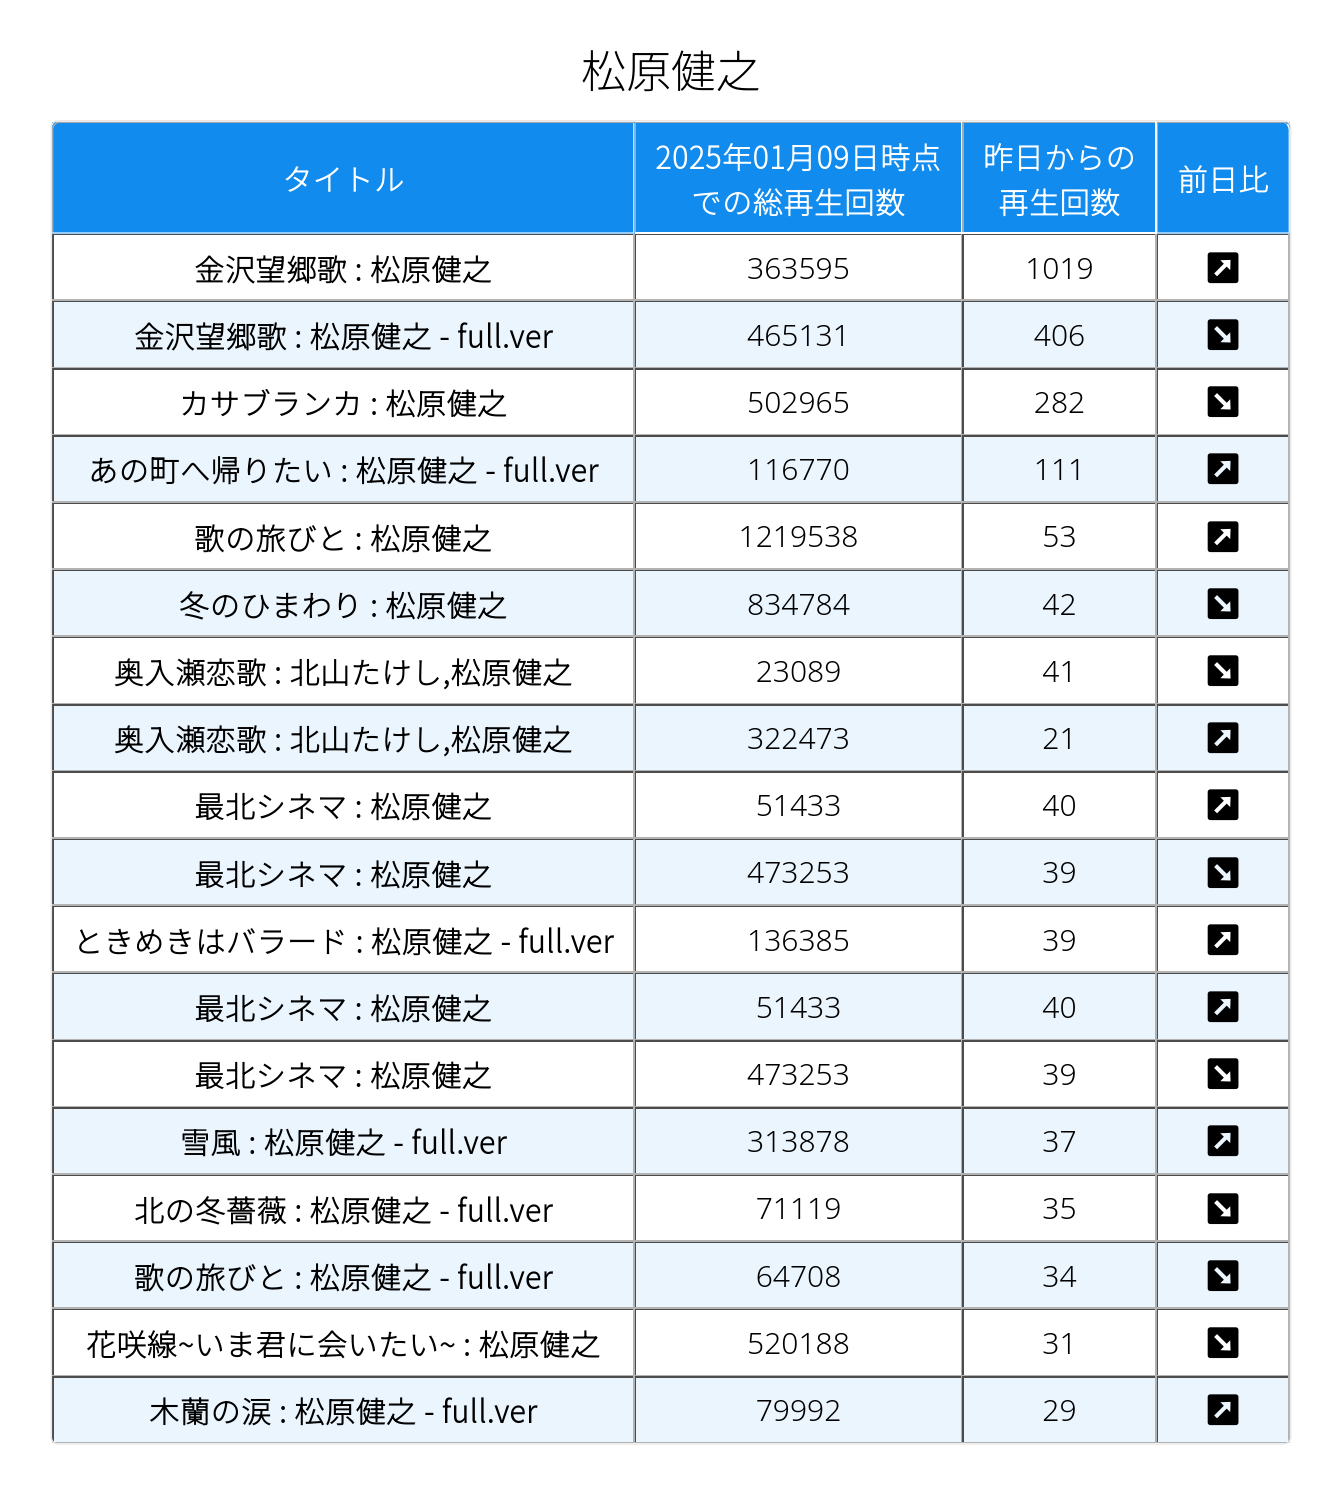 松原健之
タイトル
2025年01月09日時点
での総再生回数
昨日からの
再生回数
前日比
金沢望郷歌 : 松原健之 363595 1019
金沢望郷歌 : 松原健之 - full.ver 465131 406
カサブランカ : 松原健之 502965 282
あの町へ帰りたい : 松原健之 - full.ver 116770 111
歌の旅びと : 松原健之 1219538 53
冬のひまわり : 松原健之 834784 42
奥入瀬恋歌 : 北山たけし,松原健之 23089 41
奥入瀬恋歌 : 北山たけし,松原健之 322473 21
最北シネマ : 松原健之 51433 40
最北シネマ : 松原健之 473253 39
ときめきはバラード : 松原健之 - full.ver 136385 39
最北シネマ : 松原健之 51433 40
最北シネマ : 松原健之 473253 39
雪風 : 松原健之 - full.ver 313878 37
北の冬薔薇 : 松原健之 - full.ver 71119 35
歌の旅びと : 松原健之 - full.ver 64708 34
花咲線~いま君に会いたい~ : 松原健之 520188 31
木蘭の涙 : 松原健之 - full.ver 79992 29